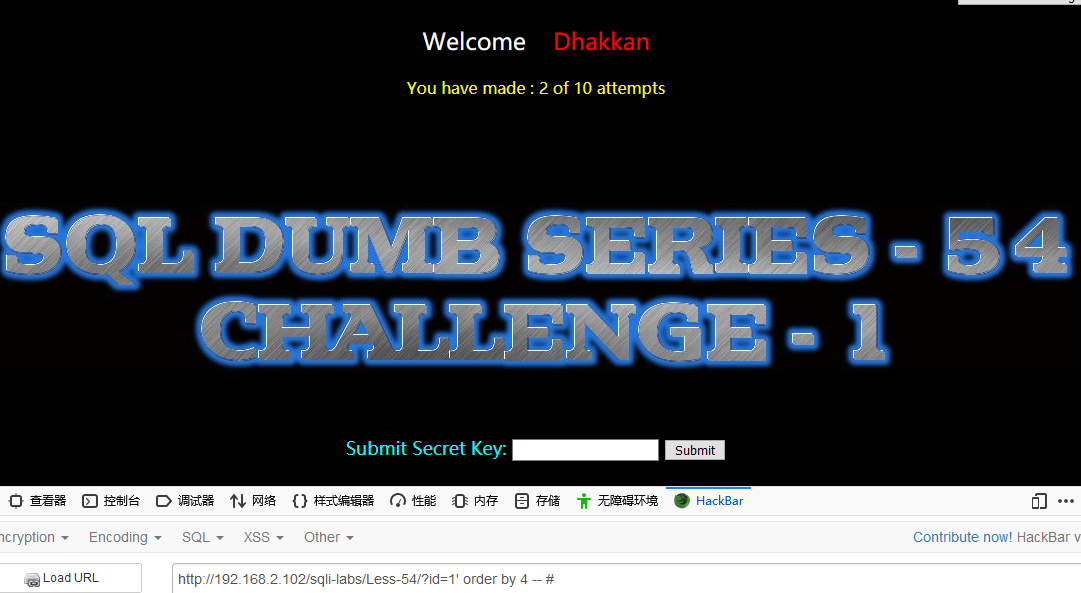 Welcome Dhakkan
You have made : 2 of 10 attempts
SQL DUMB SERIES - 54
CHALLENGE - 1
Submit Secret Key: Submit
查看器 控制台 调试器 网络 样式编辑器 性能 内存 存储 无障碍环境 HackBar
ncryption Encoding SQL XSS Other Contribute now! HackBar v
Load URL http://192.168.2.102/sqli-labs/Less-54/?id=1' order by 4 -- #